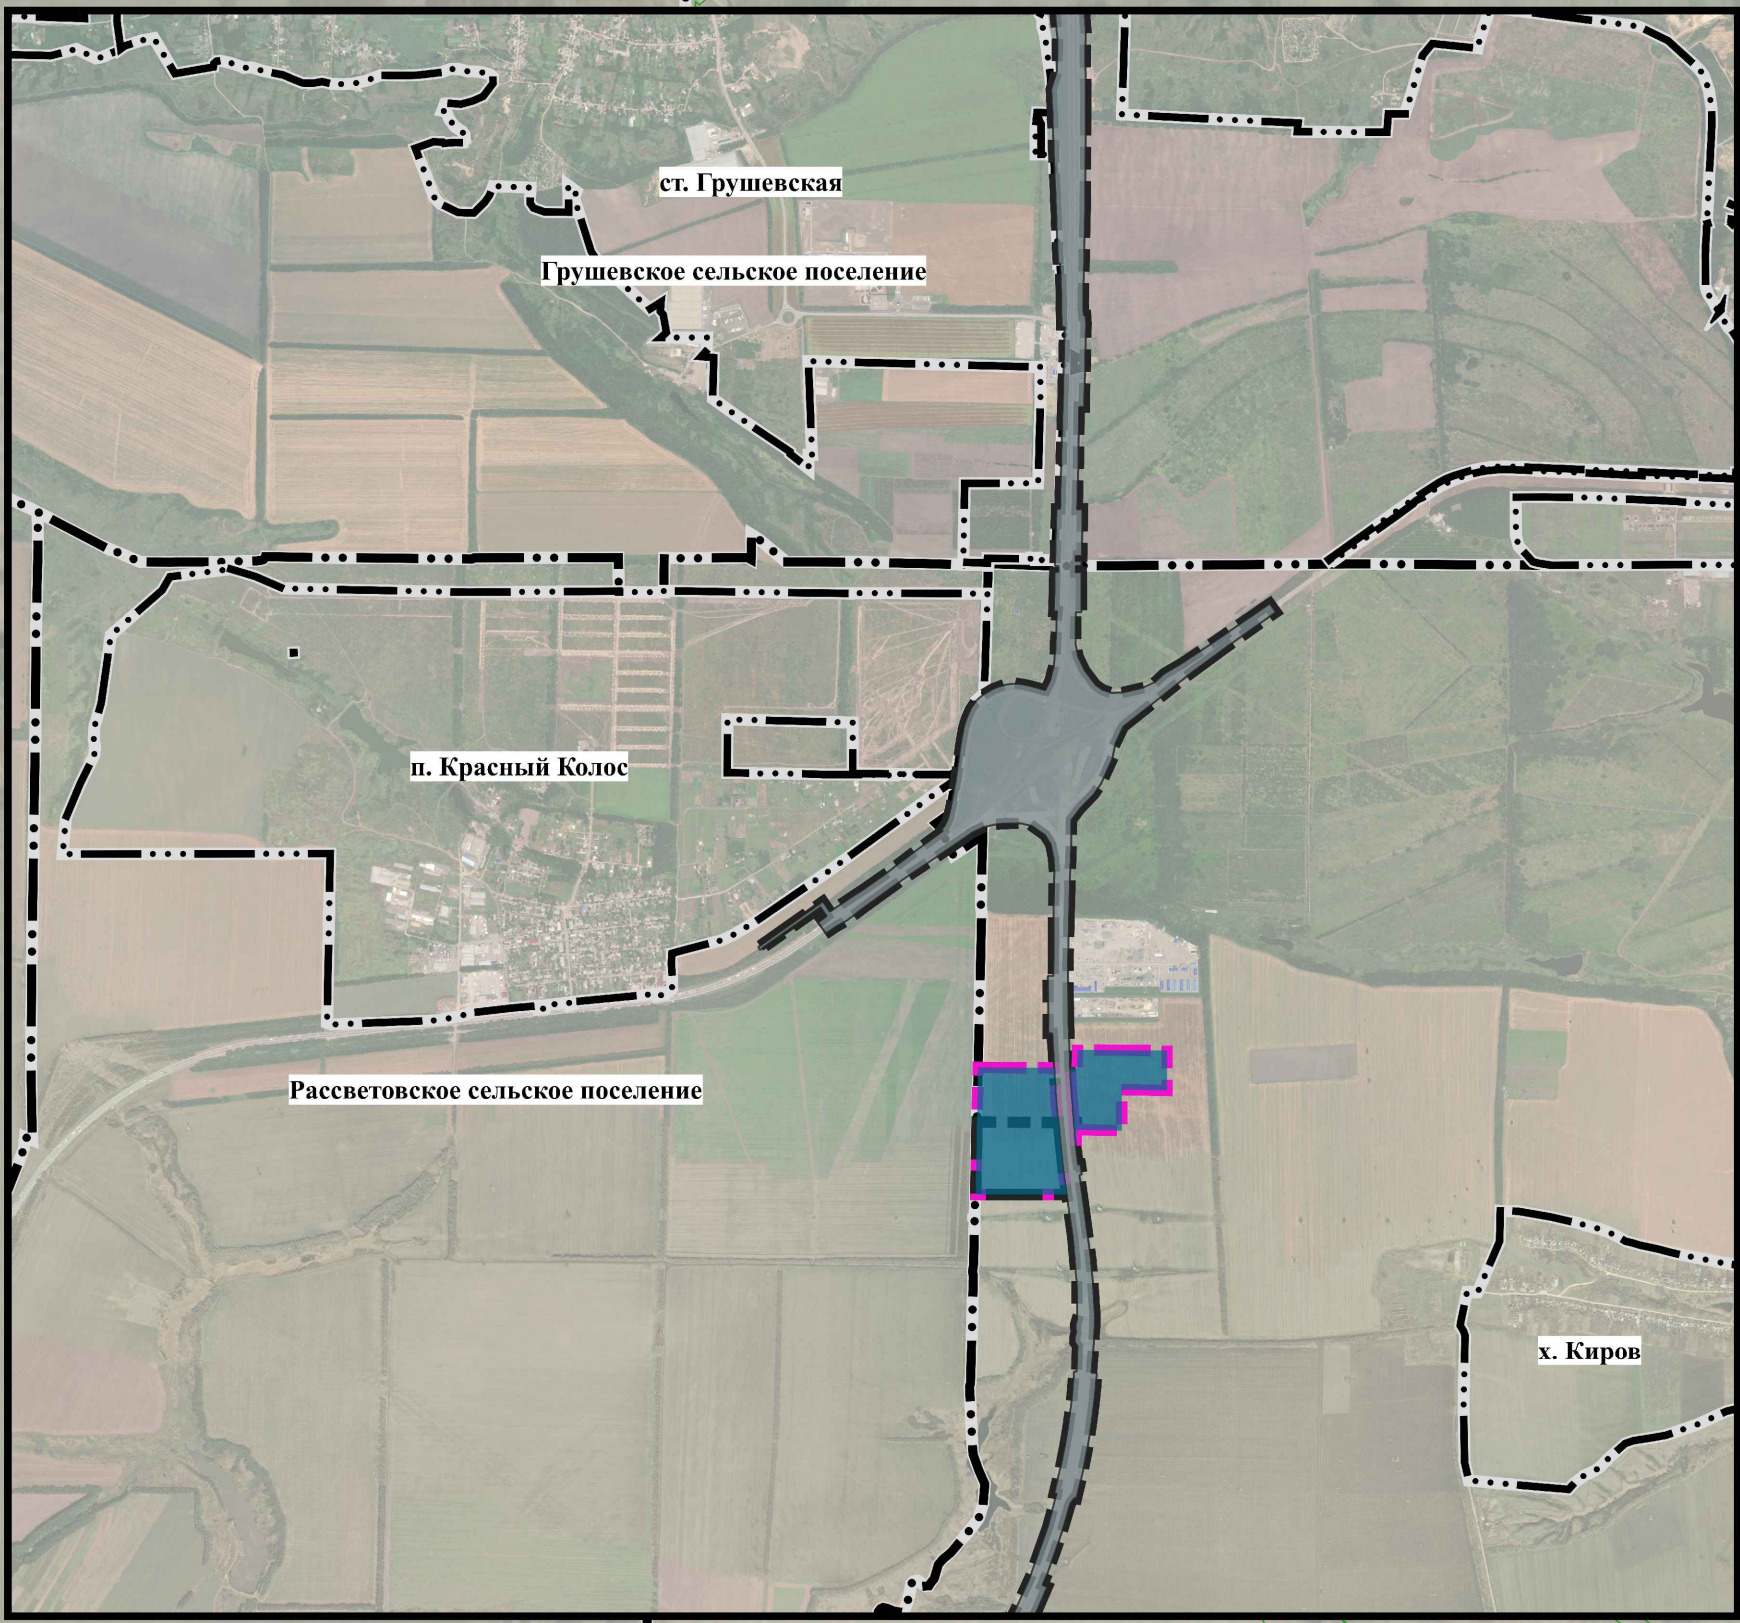 ст. Грушевская
Грушевское сельское поселение
п. Красный Колос
Рассветовское сельское поселение
х. Киров